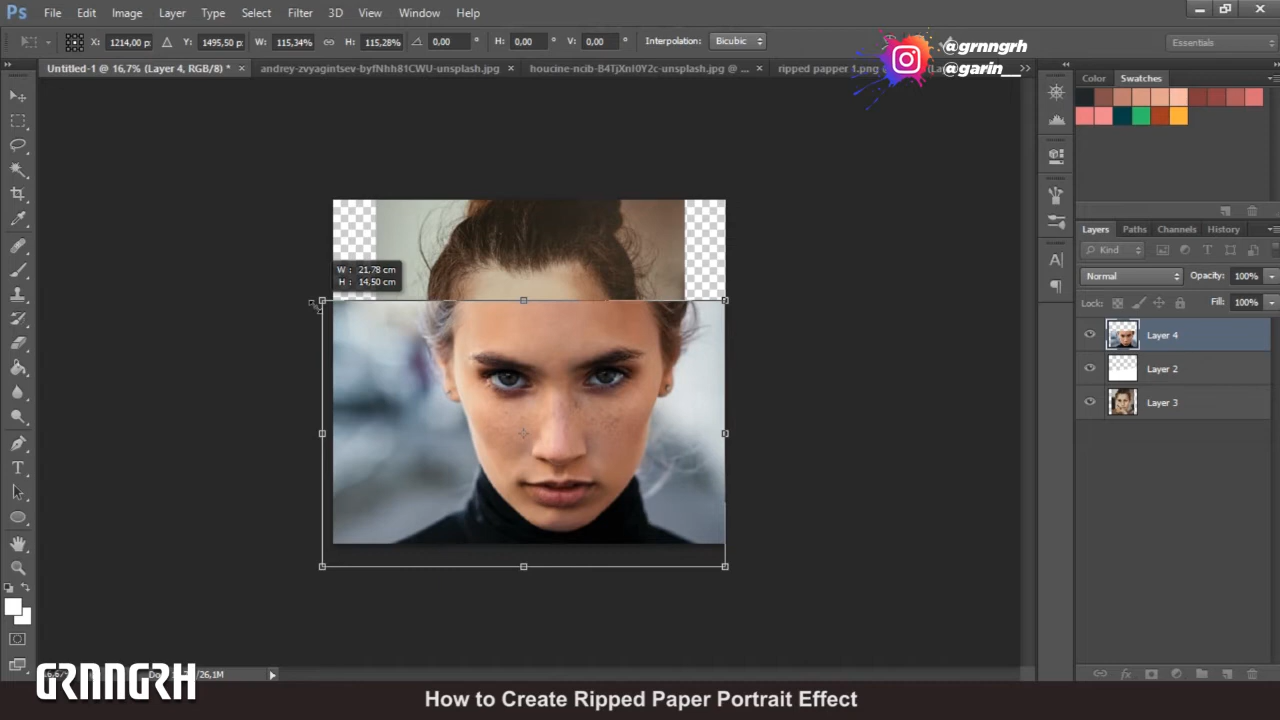 Ps File Edit Image Layer Type Select Filter 3D View Window Help
X: 1214,00 p Y: 1495,50 p W: 115,34% H: 115,28% 0,00 ° H: 0,00 ° V: 0,00 ° Interpolation: Bicubic
Essentials
@grnngrh
@garin__
Untitled-1 @ 16,7% (Layer 4, RGB/8) * × andrey-zvyagintsev-byfNhh81CWU-unsplash.jpg × houcine-ncib-B4TjXnI0Y2c-unsplash.jpg @ ... × ripped papper 1.png
Color Swatches
Layers Paths Channels History
Kind
Normal Opacity: 100%
Lock: Fill: 100%
Layer 4
Layer 2
Layer 3
W : 21,78 cm
H : 14,50 cm
GRNNGRH
How to Create Ripped Paper Portrait Effect